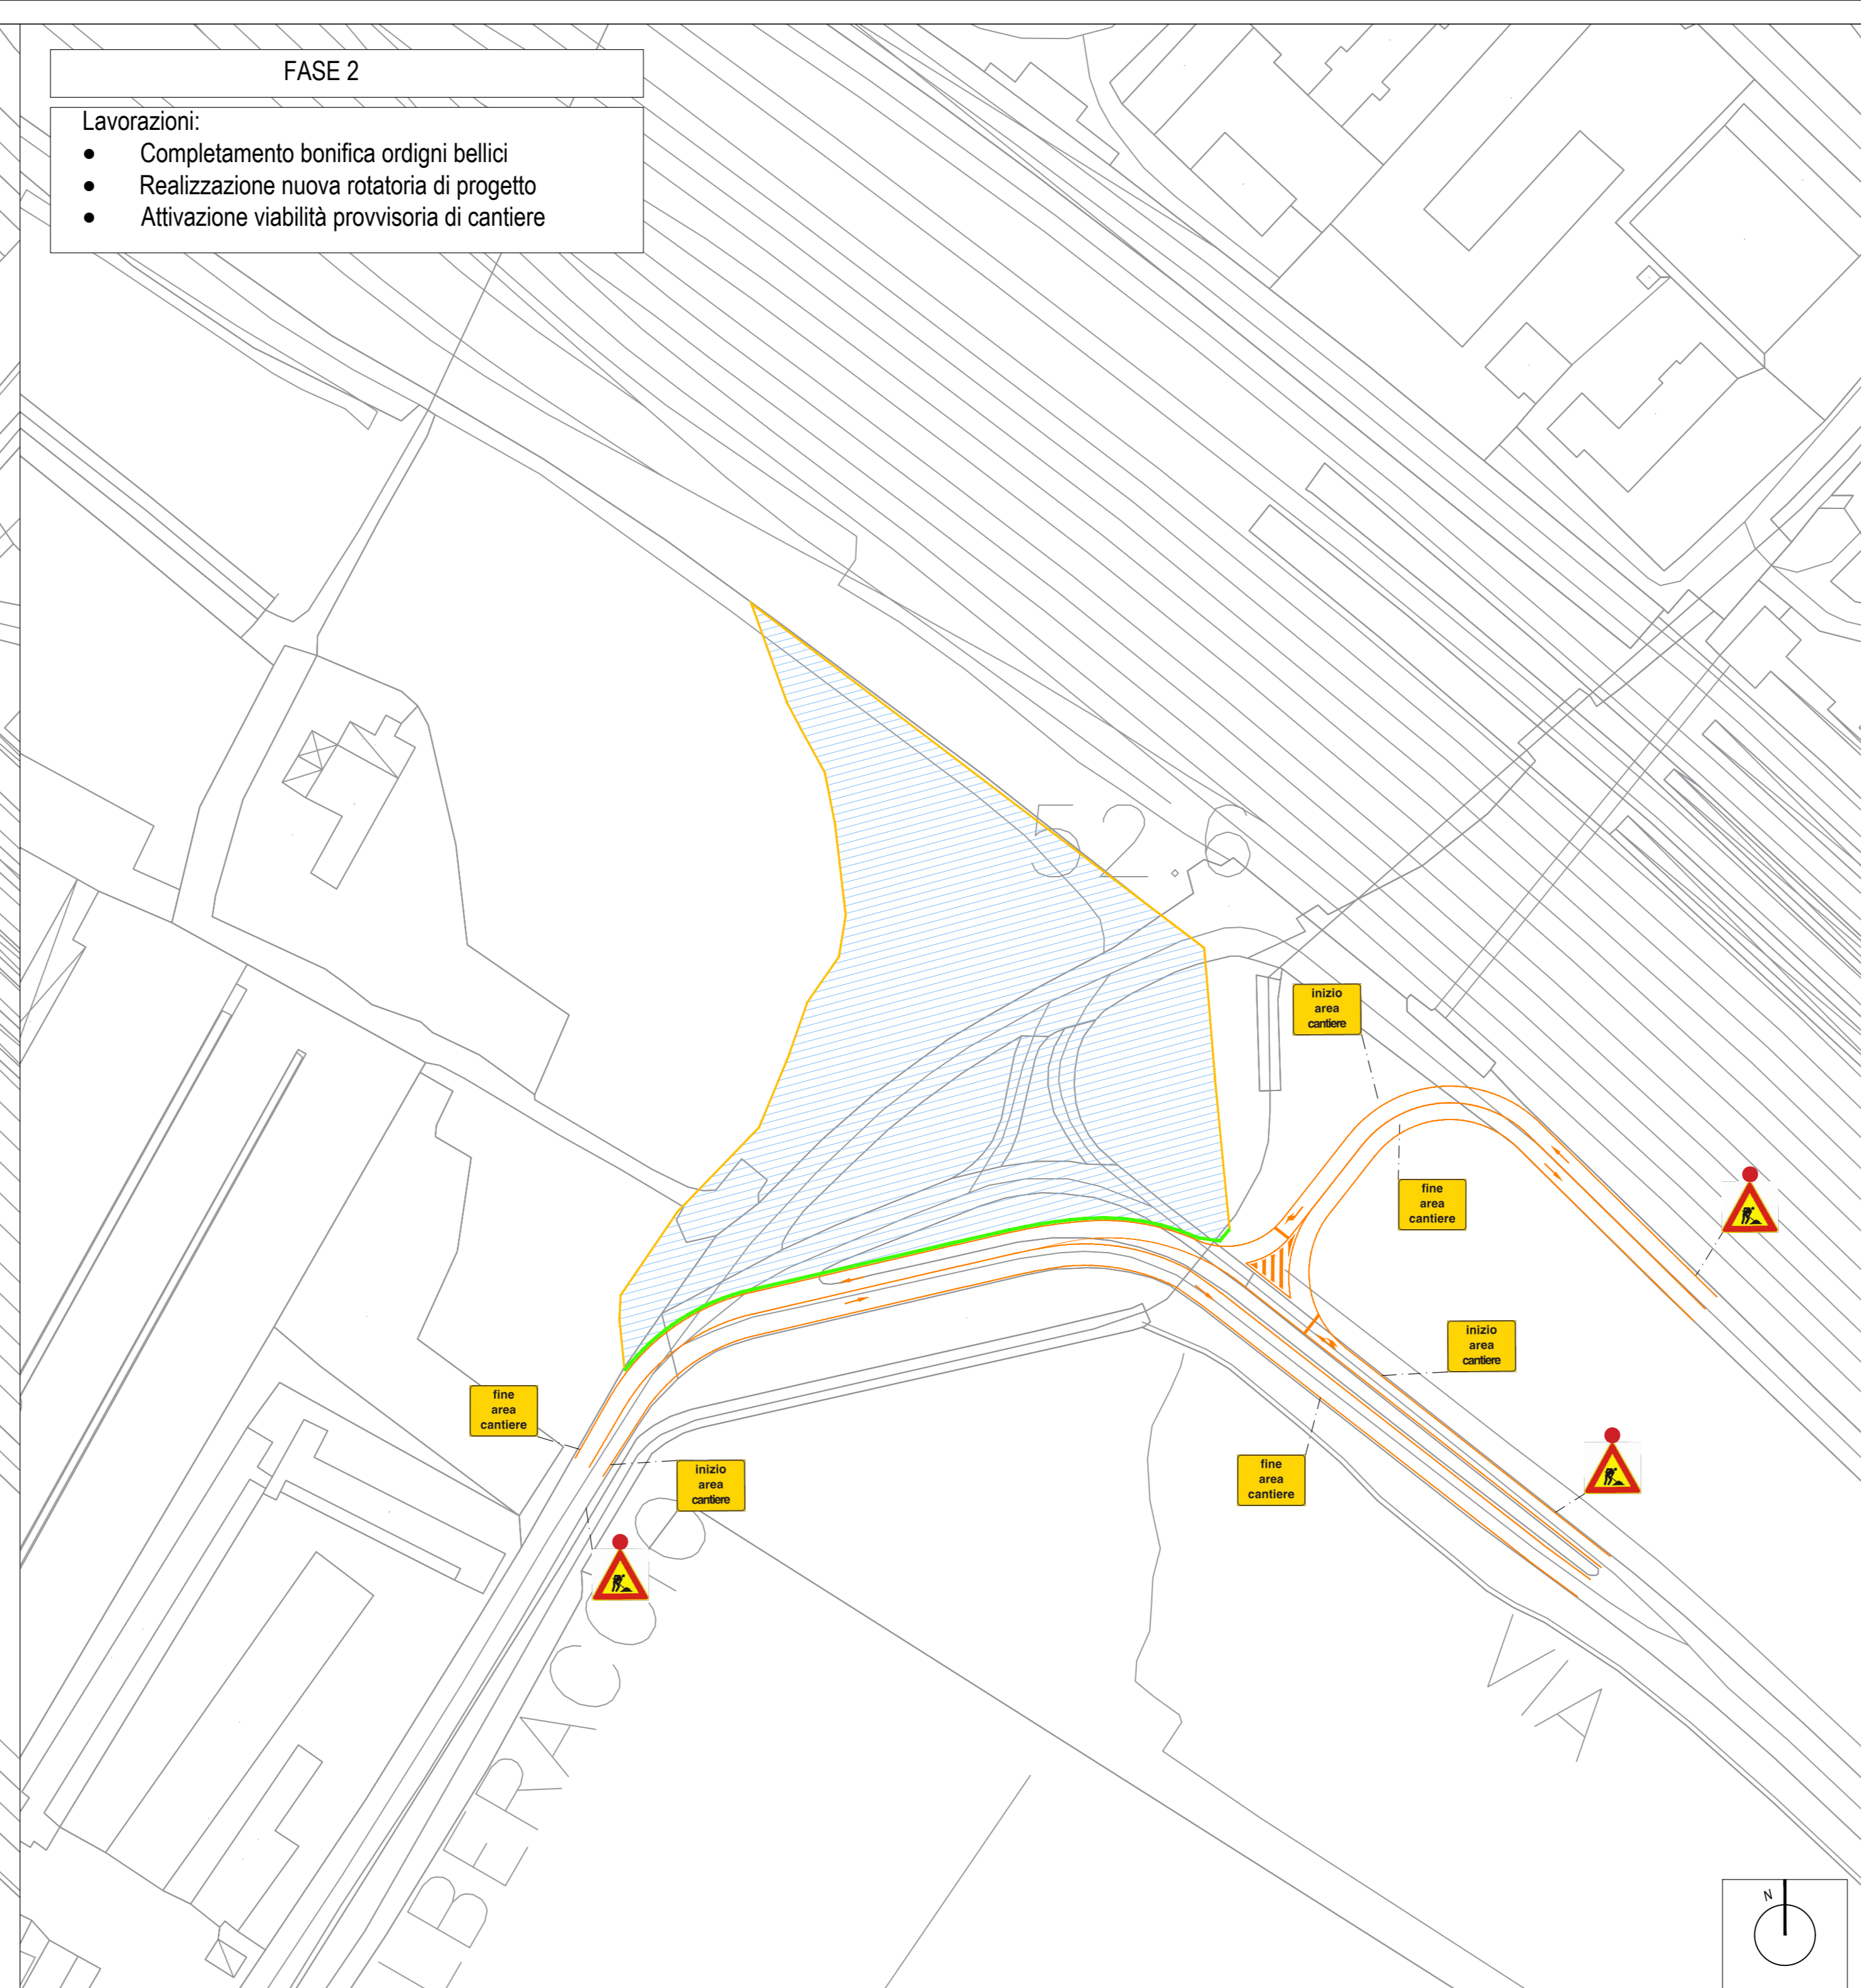 FASE 2
Lavorazioni:
• Completamento bonifica ordigni bellici
• Realizzazione nuova rotatoria di progetto
• Attivazione viabilità provvisoria di cantiere
52.6
inizio
area
cantiere
fine
area
cantiere
inizio
area
cantiere
fine
area
cantiere
inizio
area
cantiere
fine
area
cantiere
VIA
BERACCO
N